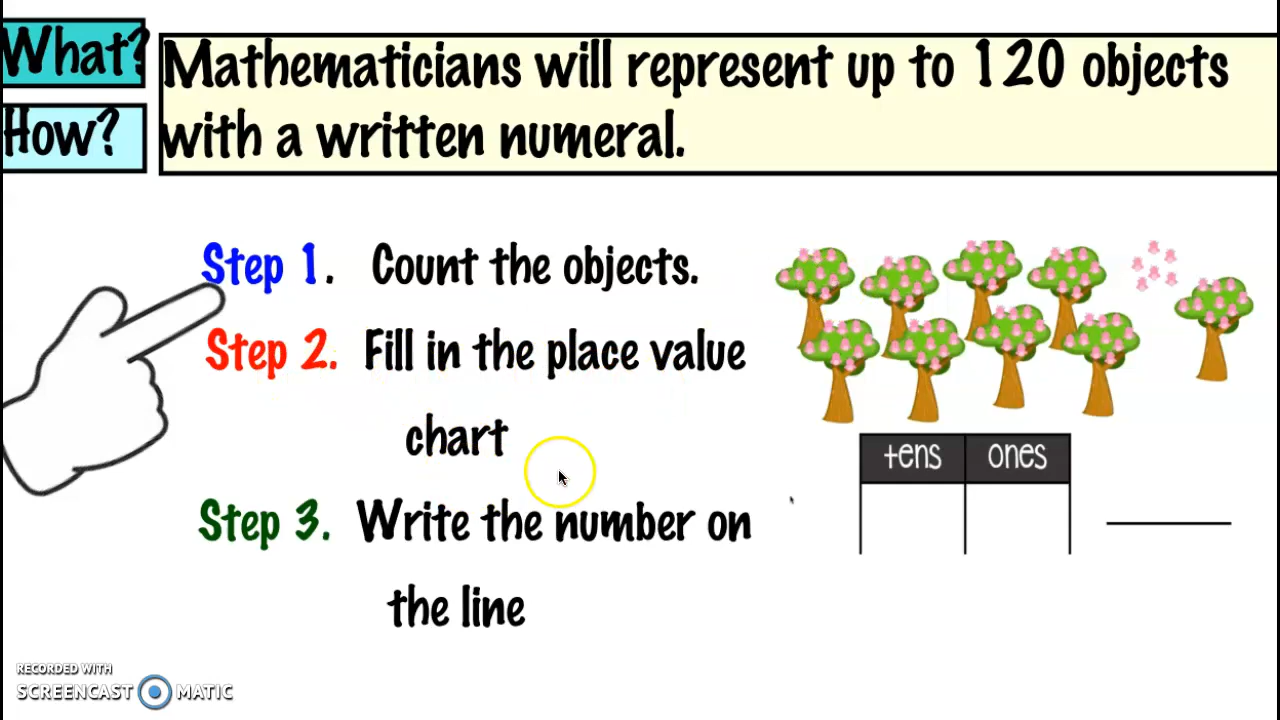 What?
Mathematicians will represent up to 120 objects
How?
with a written numeral.
Step 1. Count the objects.
Step 2. Fill in the place value
chart
Step 3. Write the number on
the line
tens ones
RECORDED WITH
SCREENCAST MATIC